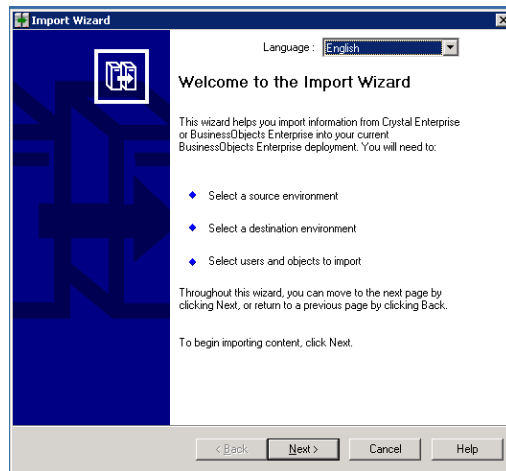 Import Wizard
Language : English
Welcome to the Import Wizard
This wizard helps you import information from Crystal Enterprise
or BusinessObjects Enterprise into your current
BusinessObjects Enterprise deployment. You will need to:
Select a source environment
Select a destination environment
Select users and objects to import
Throughout this wizard, you can move to the next page by
clicking Next, or return to a previous page by clicking Back.
To begin importing content, click Next.
< Back Next > Cancel Help